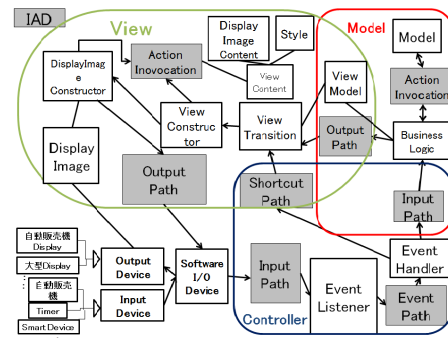 IAD
View
Model
Display
Image
Content
Style
Model
DisplayImag
e
Constructor
Action
Invocation
View
Content
View
Model
Action
Invocation
View
Construc
tor
View
Transition
Output
Path
Business
Logic
Display
Image
Output
Path
Shortcut
Path
Input
Path
自動販売機
Display
大型Display
⋮
自動販売
機
Timer
Smart Device
Output
Device
Input
Device
Software
I/O
Device
Input
Path
Event
Listener
Event
Handler
Event
Path
Controller